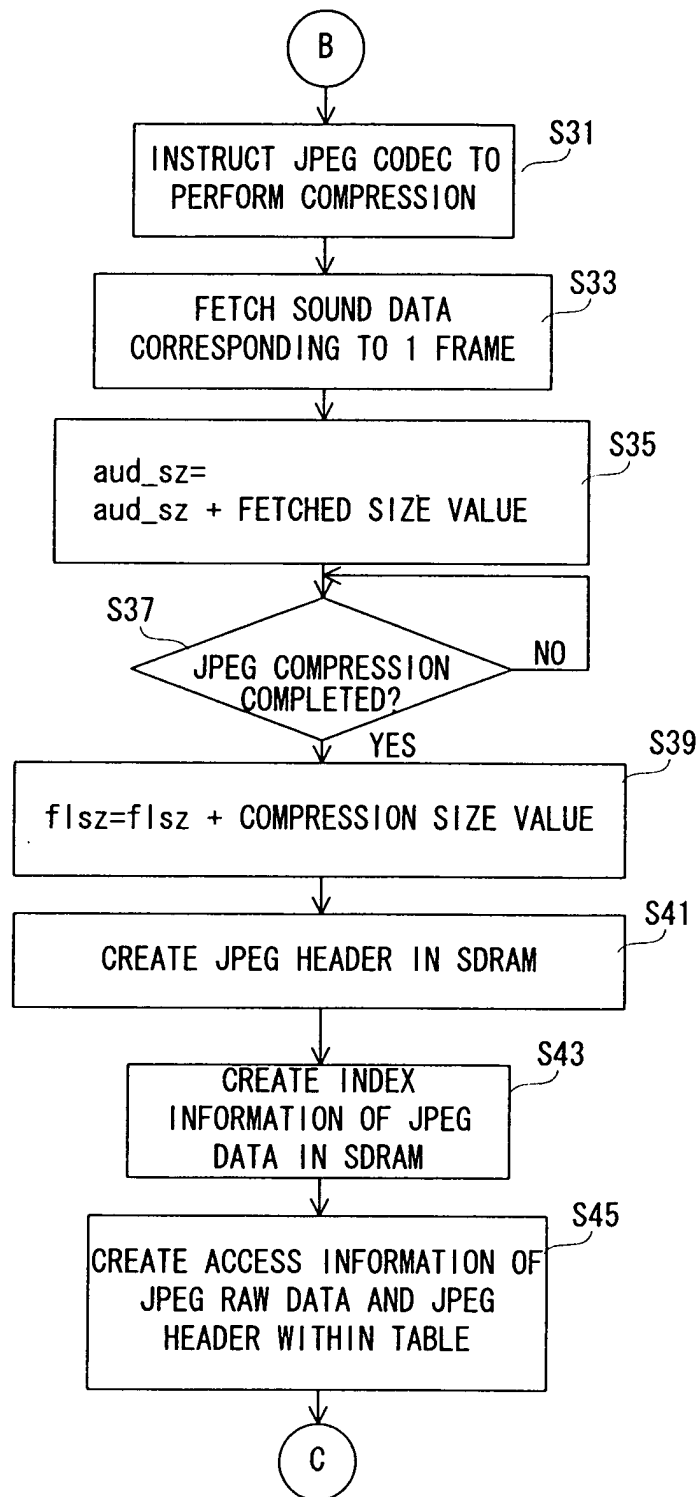 B
S31
INSTRUCT JPEG CODEC TO
PERFORM COMPRESSION
S33
FETCH SOUND DATA
CORRESPONDING TO 1 FRAME
S35
aud_sz=
aud_sz + FETCHED SIZE VALUE
S37
JPEG COMPRESSION
COMPLETED?
NO
YES
S39
flsz=flsz + COMPRESSION SIZE VALUE
S41
CREATE JPEG HEADER IN SDRAM
S43
CREATE INDEX
INFORMATION OF JPEG
DATA IN SDRAM
S45
CREATE ACCESS INFORMATION OF
JPEG RAW DATA AND JPEG
HEADER WITHIN TABLE
C